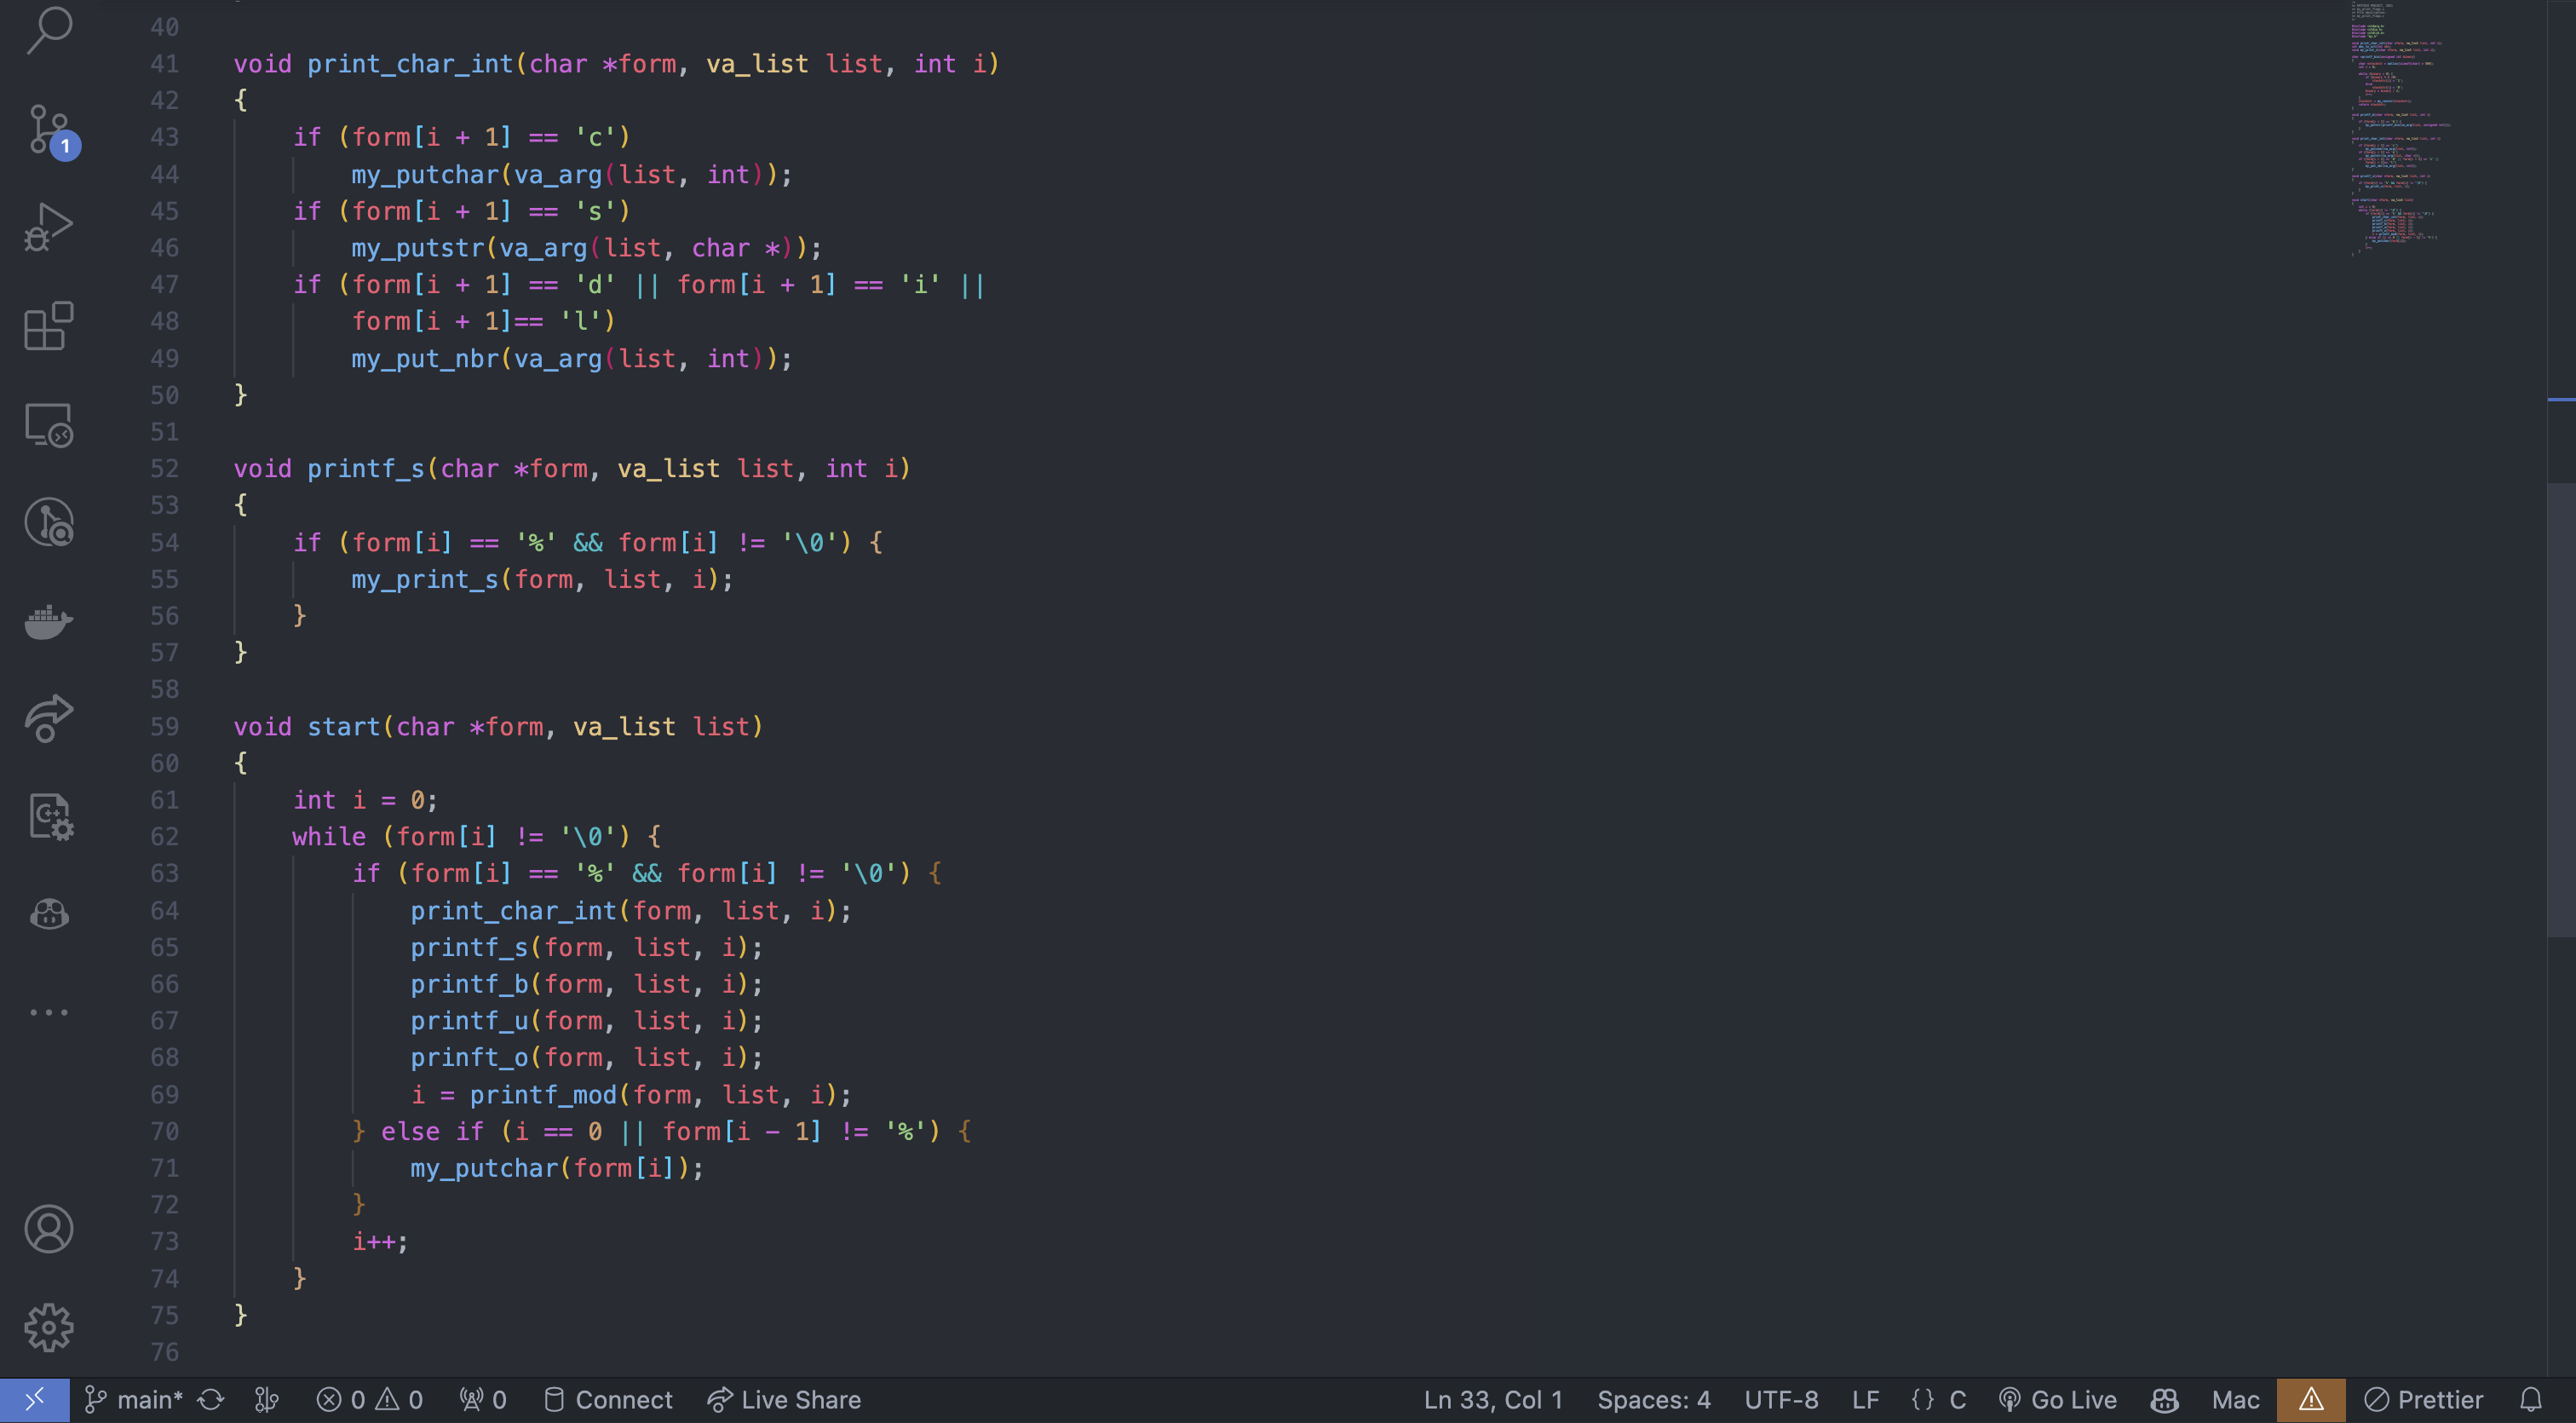 40
41 void print_char_int(char *form, va_list list, int i)
42 {
43     if (form[i + 1] == 'c')
44         my_putchar(va_arg(list, int));
45     if (form[i + 1] == 's')
46         my_putstr(va_arg(list, char *));
47     if (form[i + 1] == 'd' || form[i + 1] == 'i' ||
48         form[i + 1]== 'l')
49         my_put_nbr(va_arg(list, int));
50 }
51
52 void printf_s(char *form, va_list list, int i)
53 {
54     if (form[i] == '%' && form[i] != '\0') {
55         my_print_s(form, list, i);
56     }
57 }
58
59 void start(char *form, va_list list)
60 {
61     int i = 0;
62     while (form[i] != '\0') {
63         if (form[i] == '%' && form[i] != '\0') {
64             print_char_int(form, list, i);
65             printf_s(form, list, i);
66             printf_b(form, list, i);
67             printf_u(form, list, i);
68             prinft_o(form, list, i);
69             i = printf_mod(form, list, i);
70         } else if (i == 0 || form[i - 1] != '%') {
71             my_putchar(form[i]);
72         }
73         i++;
74     }
75 }
76
1
main* 0 0 0 Connect Live Share Ln 33, Col 1 Spaces: 4 UTF-8 LF {} C Go Live Mac Prettier